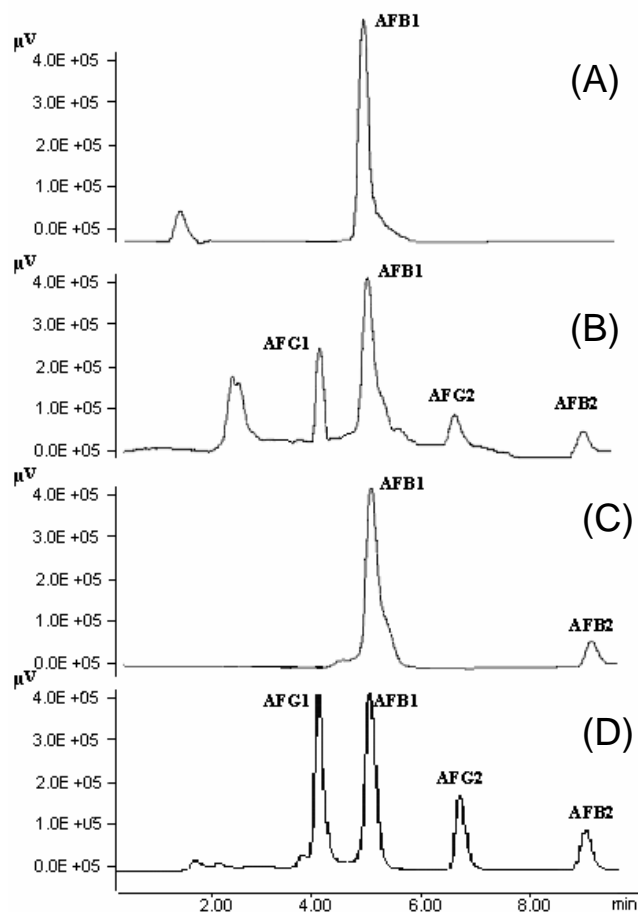 AFB1
µV
4.0E +05
(A)
3.0E +05
2.0E +05
1.0E +05
0.0E +05
µV
AFB1
4.0E +05
(B)
AFG1
3.0E +05
2.0E +05
AFG2
AFB2
1.0E +05
0.0E +05
µV
AFB1
4.0E +05
(C)
3.0E +05
2.0E +05
1.0E +05
AFB2
0.0E +05
µV
AFG1 AFB1
4.0E +05
(D)
3.0E +05
AFG2
2.0E +05
AFB2
1.0E +05
0.0E +05
2.00 4.00 6.00 8.00 min